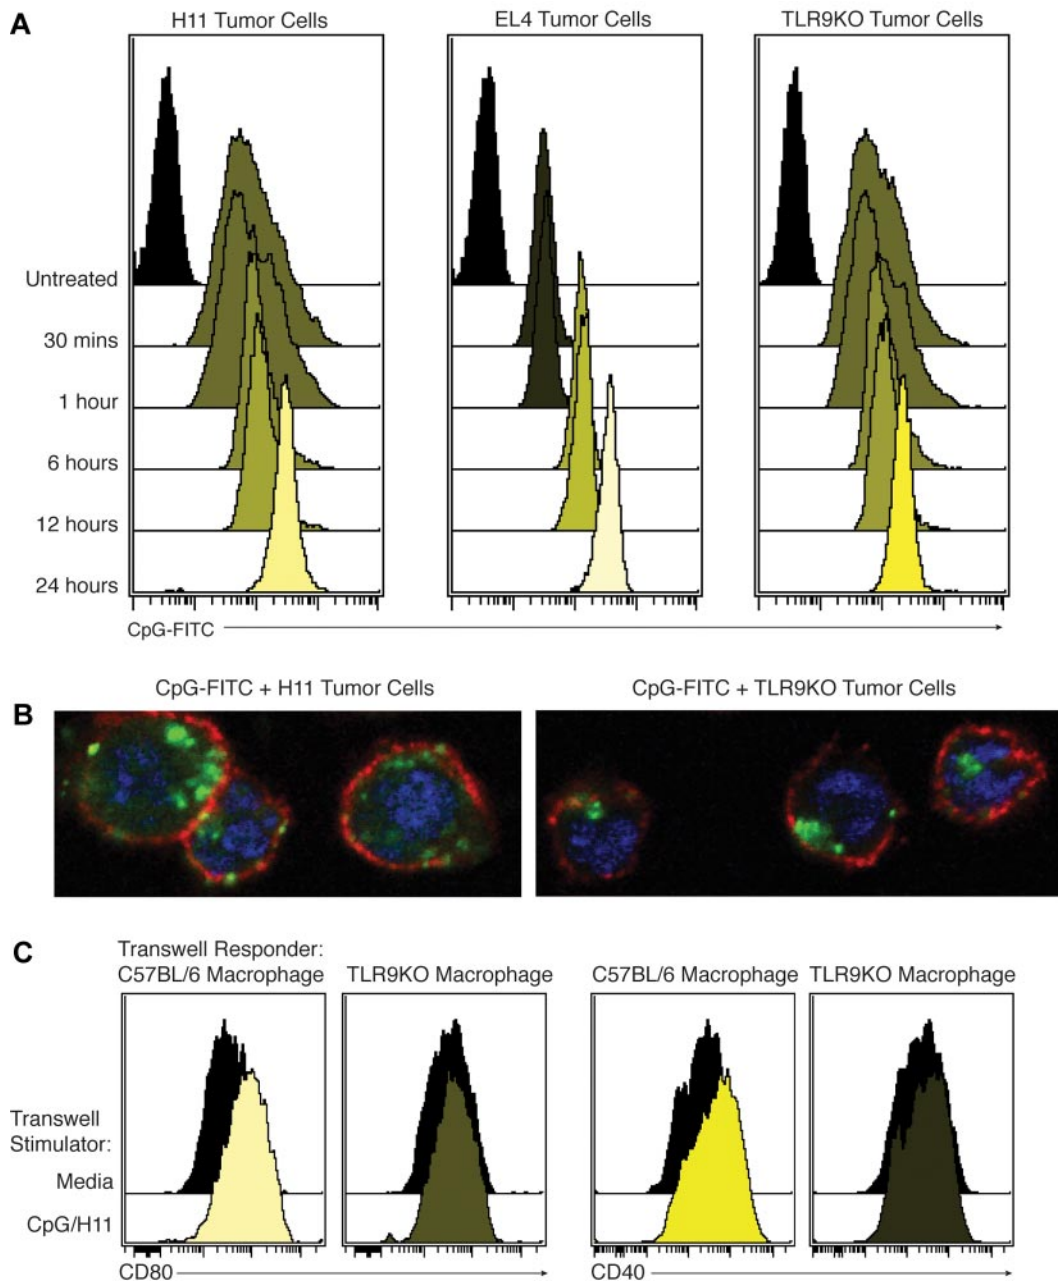 A
H11 Tumor Cells
EL4 Tumor Cells
TLR9KO Tumor Cells
Untreated
30 mins
1 hour
6 hours
12 hours
24 hours
CpG-FITC
B
CpG-FITC + H11 Tumor Cells
CpG-FITC + TLR9KO Tumor Cells
C
Transwell Responder:
C57BL/6 Macrophage
TLR9KO Macrophage
C57BL/6 Macrophage
TLR9KO Macrophage
Transwell
Stimulator:
Media
CpG/H11
CD80
CD40